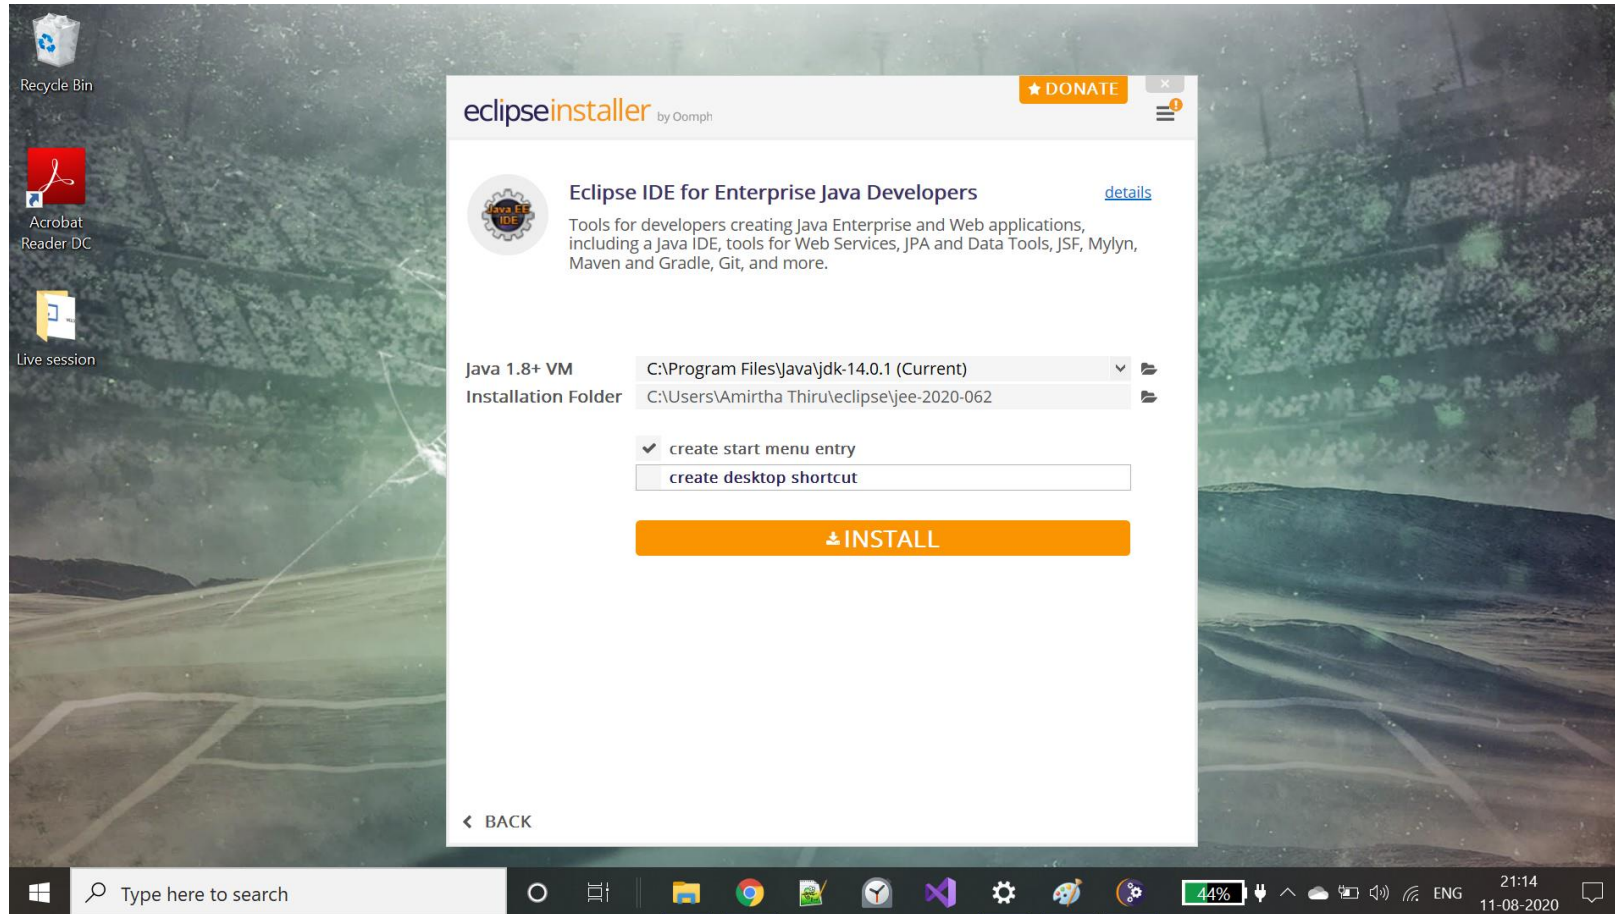 Recycle Bin
Acrobat
Reader DC
Live session
★ DONATE
eclipseinstaller by Oomph
Java EE
IDE
Eclipse IDE for Enterprise Java Developers
details
Tools for developers creating Java Enterprise and Web applications,
including a Java IDE, tools for Web Services, JPA and Data Tools, JSF, Mylyn,
Maven and Gradle, Git, and more.
Java 1.8+ VM C:\Program Files\Java\jdk-14.0.1 (Current)
Installation Folder C:\Users\Amirtha Thiru\eclipse\jee-2020-062
create start menu entry
create desktop shortcut
INSTALL
BACK
Type here to search
44%
ENG
21:14
11-08-2020